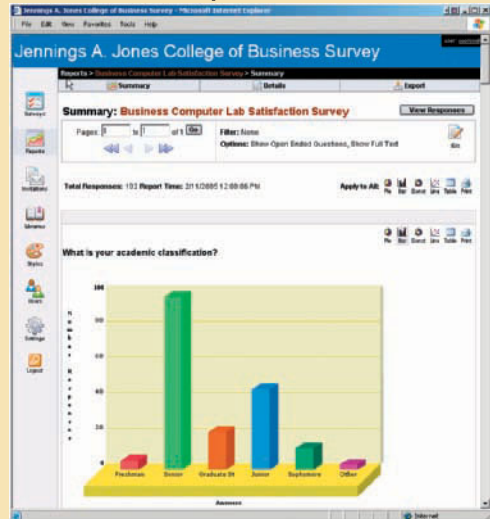 Jennings A. Jones College of Business Survey - Microsoft Internet Explorer
File Edit View Favorites Tools Help
Jennings A. Jones College of Business Survey
Reports > Business Computer Lab Satisfaction Survey > Summary
Summary Details Export
Surveys
Summary: Business Computer Lab Satisfaction Survey
View Responses
Pages: 1 to 1 of 1 Go
Filter: None
Options: Show Open Ended Questions, Show Full Text
Reports
Invitations
Total Responses: Report Time: 2/11/2005 12:
Apply to All:
Pie Bar Donut Line Table Print
Libraries
Pie Bar Donut Line Table Print
Styles
What is your academic classification?
Users
Settings
Logout
100
80
60
40
20
0
Freshman Senior Graduate St Junior Sophomore Other
Answers
Internet